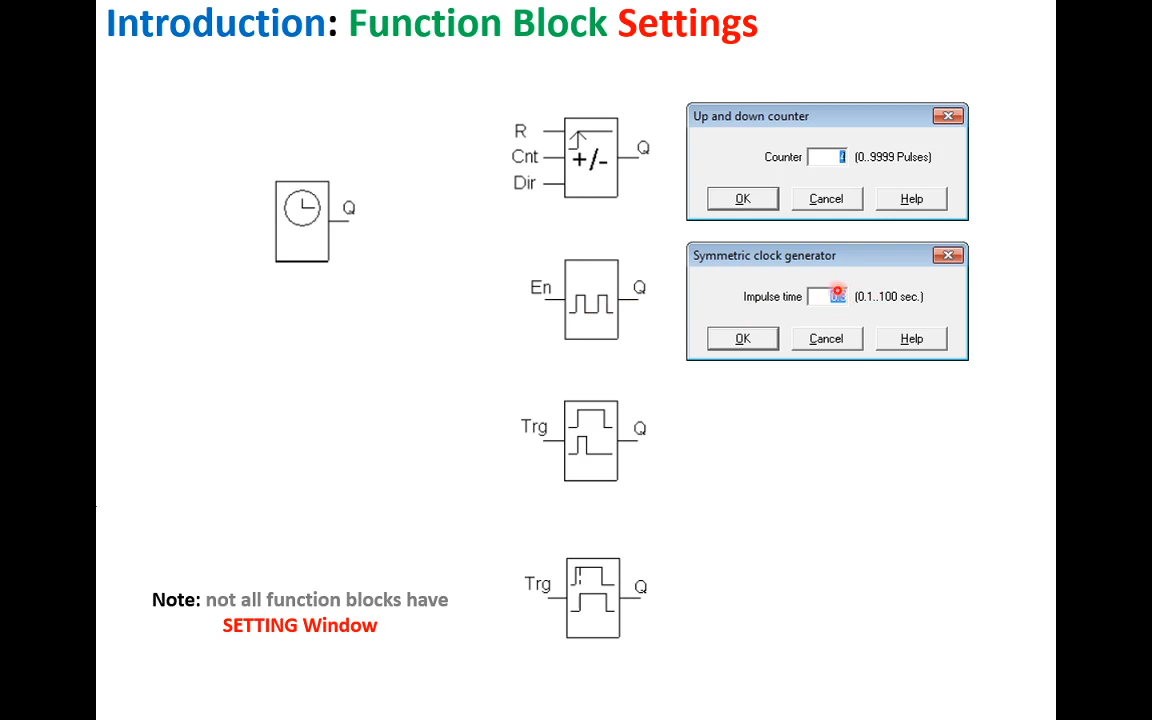 Introduction: Function Block Settings
R
Cnt
Dir
+/-
Q
Up and down counter
Counter
(0..9999 Pulses)
OK
Cancel
Help
Q
En
Q
Symmetric clock generator
Impulse time
(0.1..100 sec.)
OK
Cancel
Help
Trg
Q
Trg
Q
Note: not all function blocks have
SETTING Window